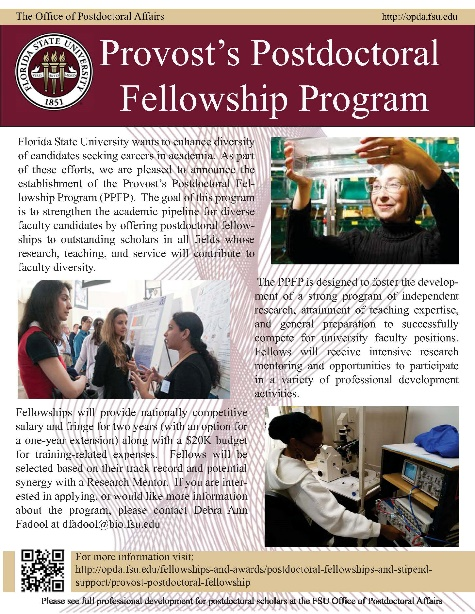 The Office of Postdoctoral Affairs
http://opda.fsu.edu
FLORIDA STATE UNIVERSITY
1851
Provost's Postdoctoral
Fellowship Program
Florida State University wants to enhance diversity
of candidates seeking careers in academia. As part
of these efforts, we are pleased to announce the
establishment of the Provost's Postdoctoral Fel-
lowship Program (PPFP). The goal of this program
is to strengthen the academic pipeline for diverse
faculty candidates by offering postdoctoral fellow-
ships to outstanding scholars in all fields whose
research, teaching, and service will contribute to
faculty diversity.
The PPFP is designed to foster the develop-
ment of a strong program of independent
research, attainment of teaching expertise,
and general preparation to successfully
compete for university faculty positions.
Fellows will receive intensive research
mentoring and opportunities to participate
in a variety of professional development
activities.
Fellowships will provide nationally competitive
salary and fringe for two years (with an option for
a one-year extension) along with a $20K budget
for training-related expenses. Fellows will be
selected based on their track record and potential
synergy with a Research Mentor. If you are inter-
ested in applying, or would like more information
about the program, please contact Debra Ann
Fadool at dfadool@bio.fsu.edu
For more information visit:
http://opda.fsu.edu/fellowships-and-awards/postdoctoral-fellowships-and-stipend-
support/provost-postdoctoral-fellowship
Please see full professional development for postdoctoral scholars at the FSU Office of Postdoctoral Affairs